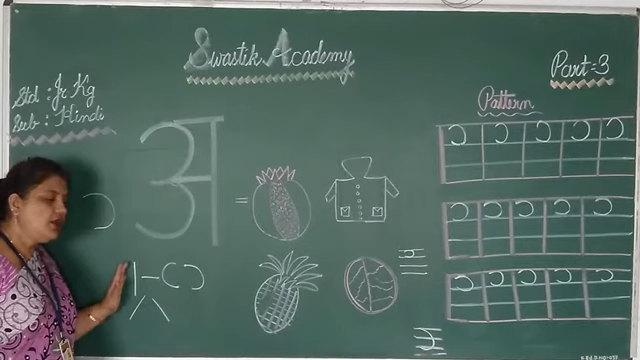 Swastik Academy
Part=3
Std : Jr Kg
Sub : Hindi
Pattern
अ =